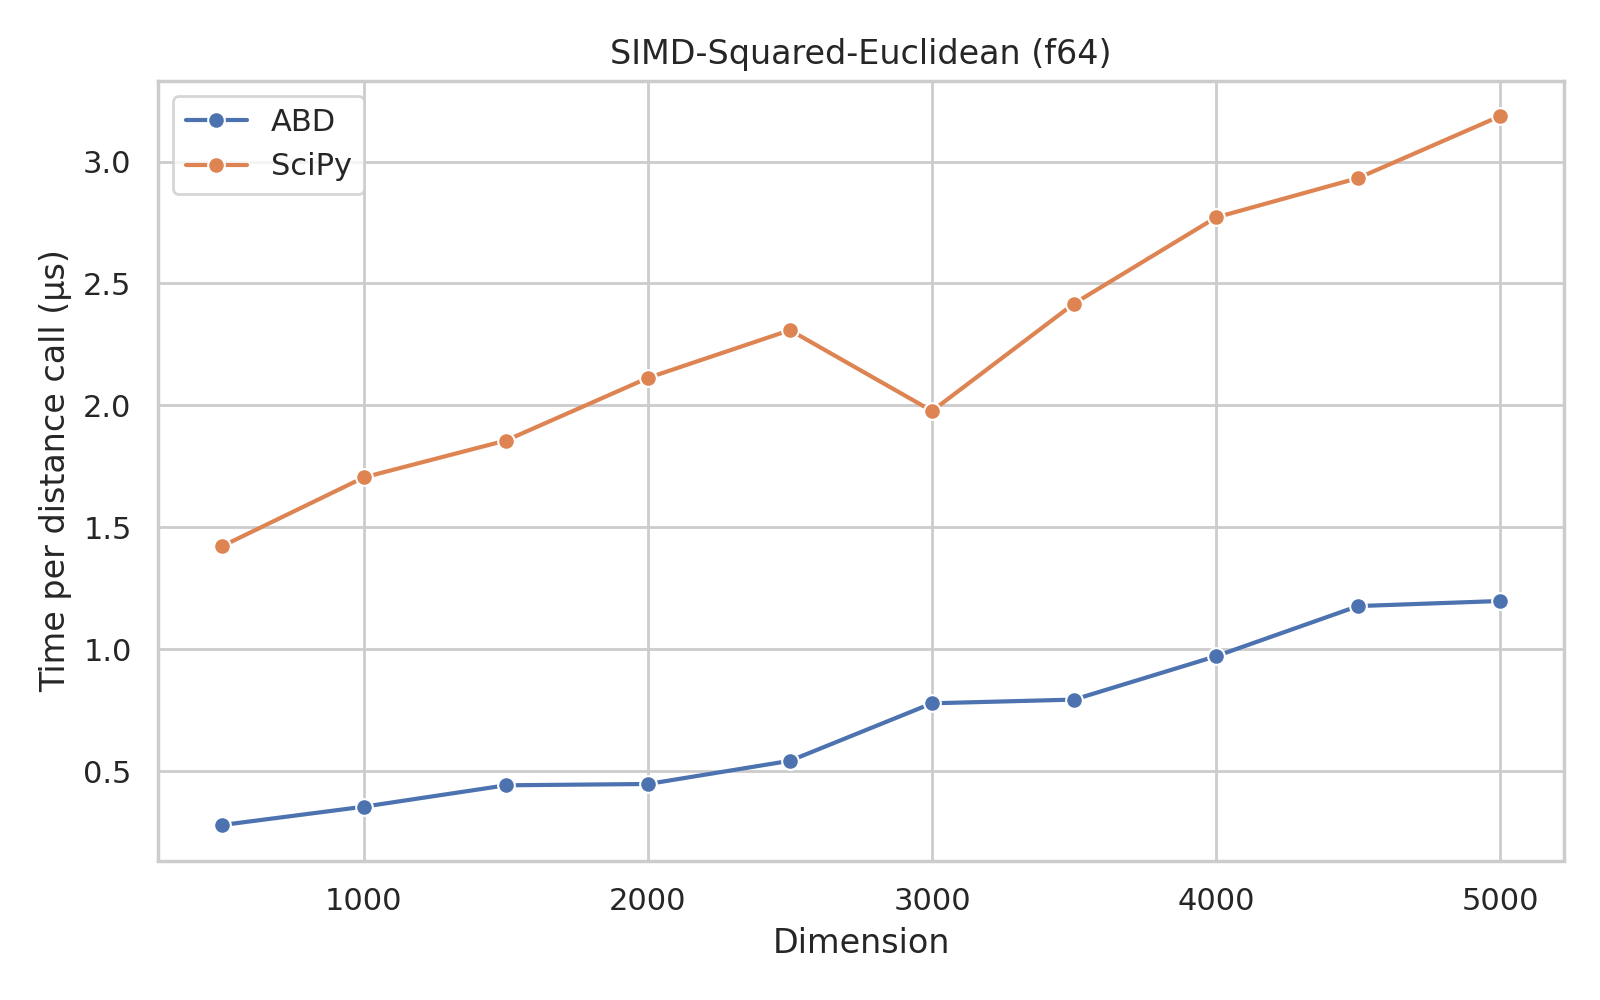 SIMD-Squared-Euclidean (f64)
ABD
SciPy
Time per distance call (µs)
3.0
2.5
2.0
1.5
1.0
0.5
1000 2000 3000 4000 5000
Dimension